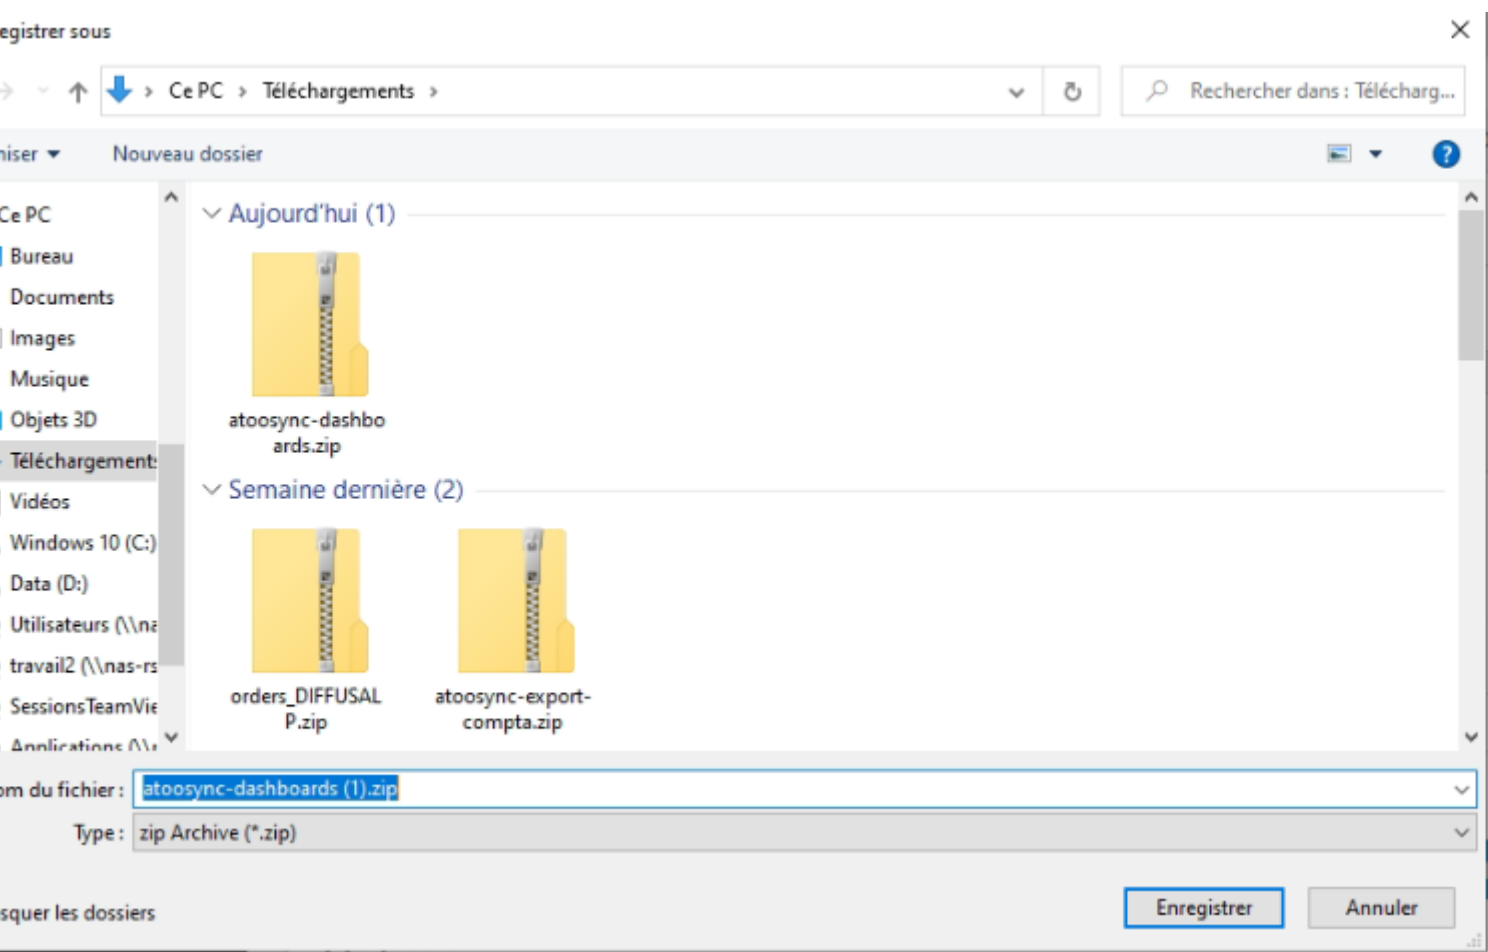 egistrer sous
Ce PC > Téléchargements >
Rechercher dans : Télécharg...
niser
Nouveau dossier
?
Ce PC
Bureau
Documents
Images
Musique
Objets 3D
Téléchargements
Vidéos
Windows 10 (C:)
Data (D:)
Utilisateurs (\\na
travail2 (\\nas-rs
SessionsTeamVie
Applications (\\
Aujourd'hui (1)
atoosync-dashbo
ards.zip
Semaine dernière (2)
orders_DIFFUSAL
P.zip
atoosync-export-
compta.zip
om du fichier : atoosync-dashboards (1).zip
Type : zip Archive (*.zip)
squer les dossiers
Enregistrer
Annuler